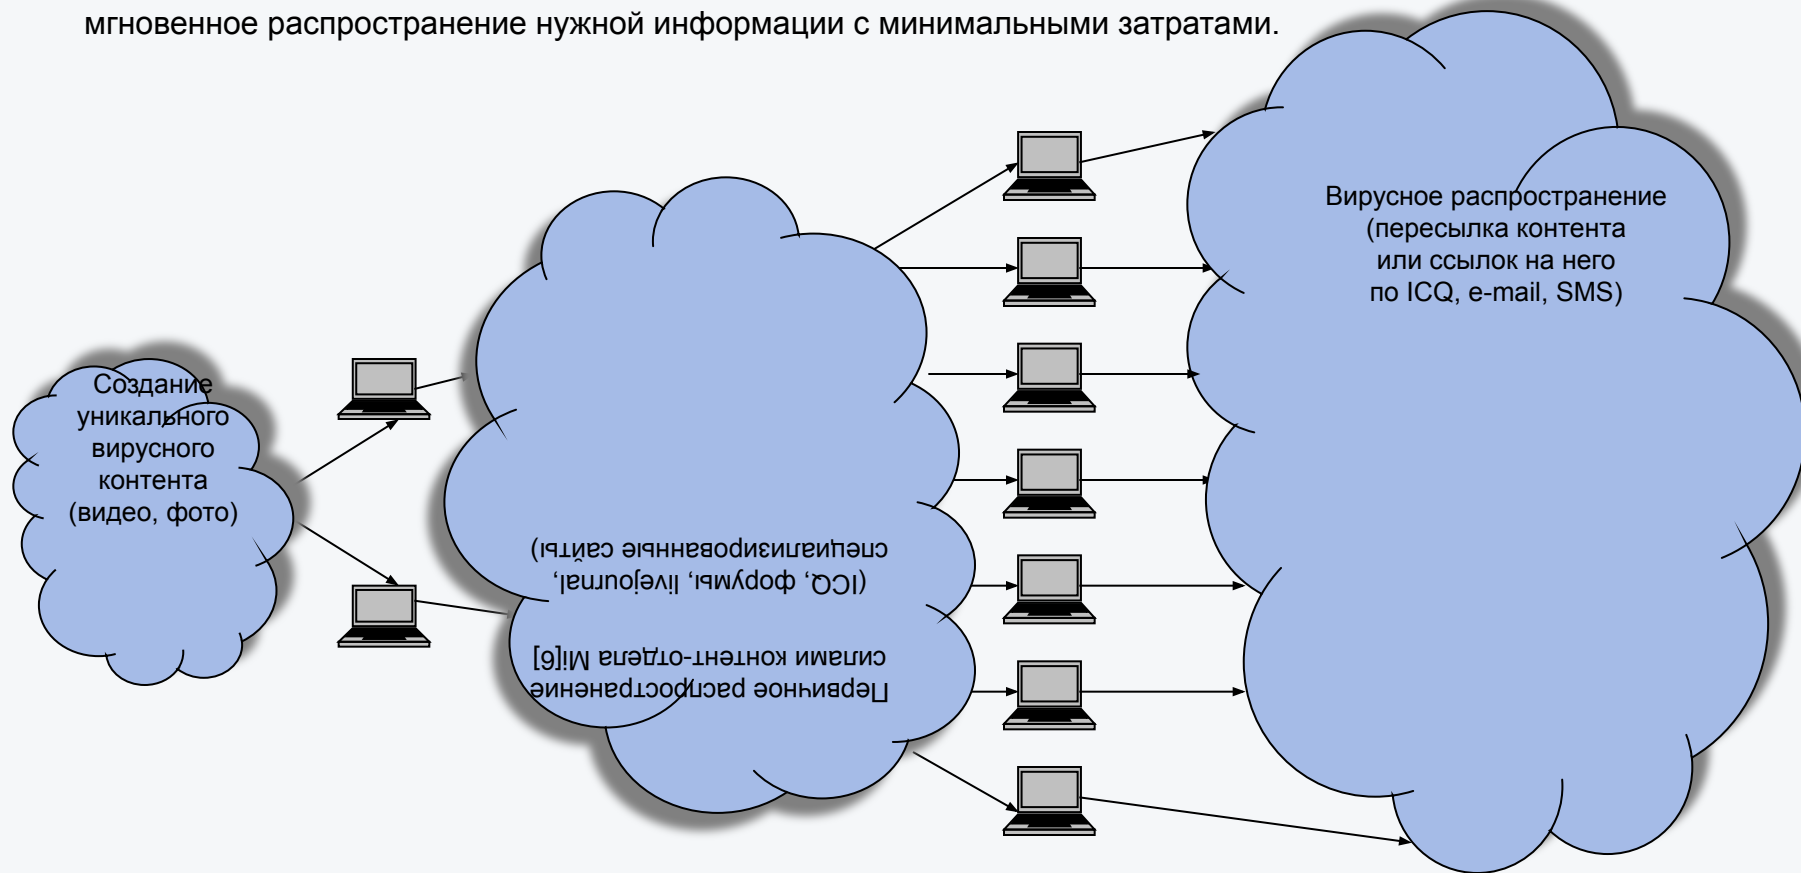 мгновенное распространение нужной информации с минимальными затратами.
Создание
уникального
вирусного
контента
(видео, фото)
Первичное распространение
силами контент-отдела Mi[6]
(ICQ, форумы, livejournal,
специализированные сайты)
Вирусное распространение
(пересылка контента
или ссылок на него
по ICQ, e-mail, SMS)